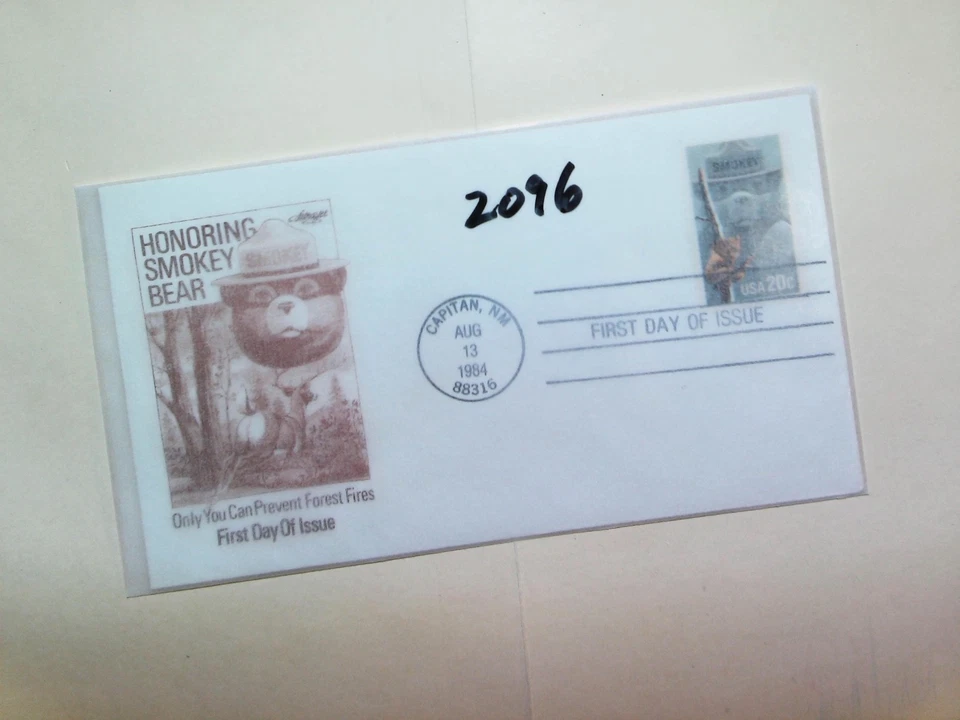 2096
HONORING
SMOKEY
BEAR
SMOKEY
Only You Can Prevent Forest Fires
First Day Of Issue
CAPITAN, NM
AUG
13
1984
88316
SMOKEY
USA 20c
FIRST DAY OF ISSUE